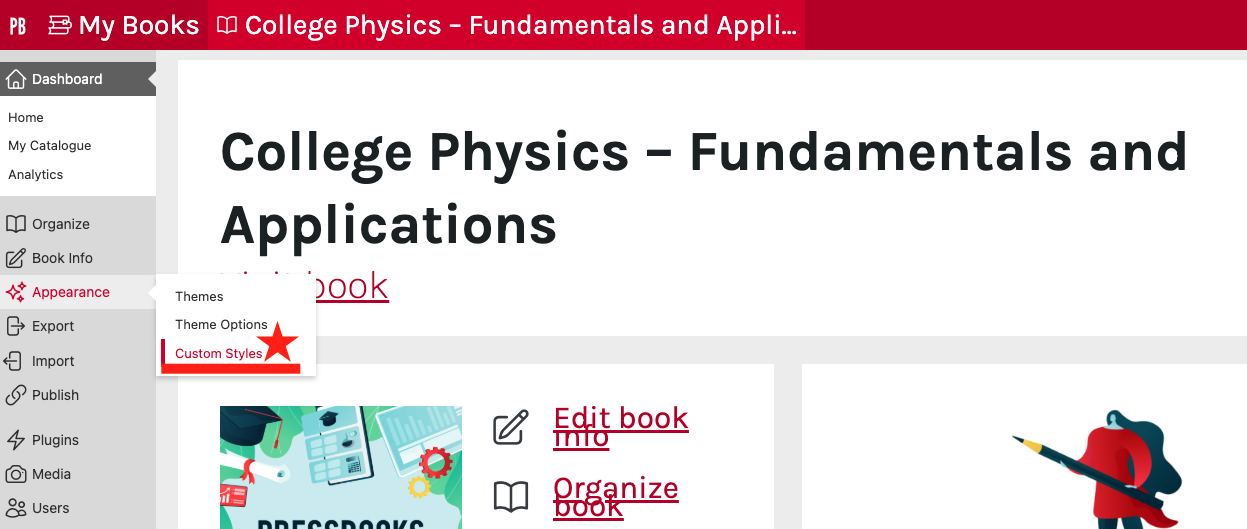 PB My Books College Physics – Fundamentals and Appli...
Dashboard
Home
My Catalogue
Analytics
Organize
Book Info
Appearance
Export
Import
Publish
Plugins
Media
Users
Themes
Theme Options
Custom Styles
College Physics – Fundamentals and
Applications
book
Edit book
info
Organize
book
PRESSBOOKS